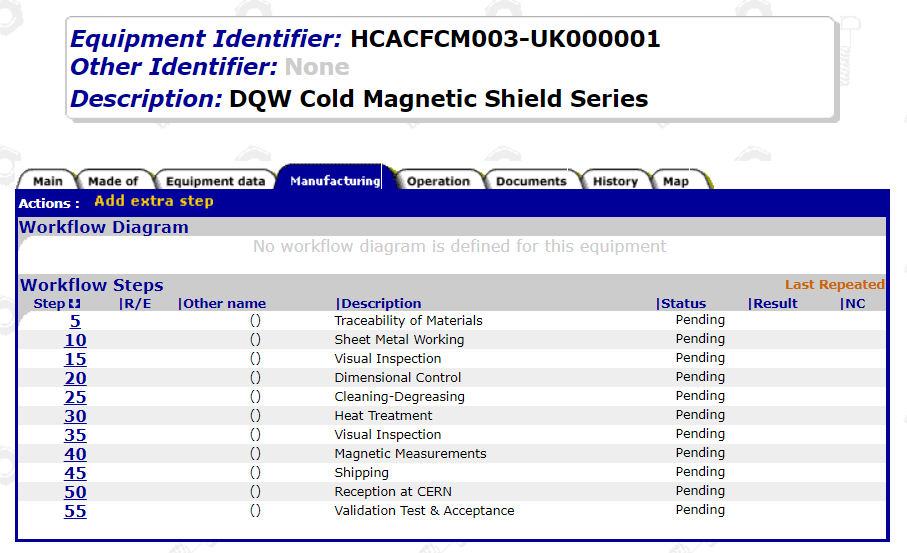 Equipment Identifier: HCACFCM003-UK000001
Other Identifier: None
Description: DQW Cold Magnetic Shield Series
Main Made of Equipment data Manufacturing Operation Documents History Map
Actions : Add extra step
Workflow Diagram
No workflow diagram is defined for this equipment
Workflow Steps Last Repeated
Step |R/E |Other name |Description |Status |Result |NC
5 () Traceability of Materials Pending
10 () Sheet Metal Working Pending
15 () Visual Inspection Pending
20 () Dimensional Control Pending
25 () Cleaning-Degreasing Pending
30 () Heat Treatment Pending
35 () Visual Inspection Pending
40 () Magnetic Measurements Pending
45 () Shipping Pending
50 () Reception at CERN Pending
55 () Validation Test & Acceptance Pending